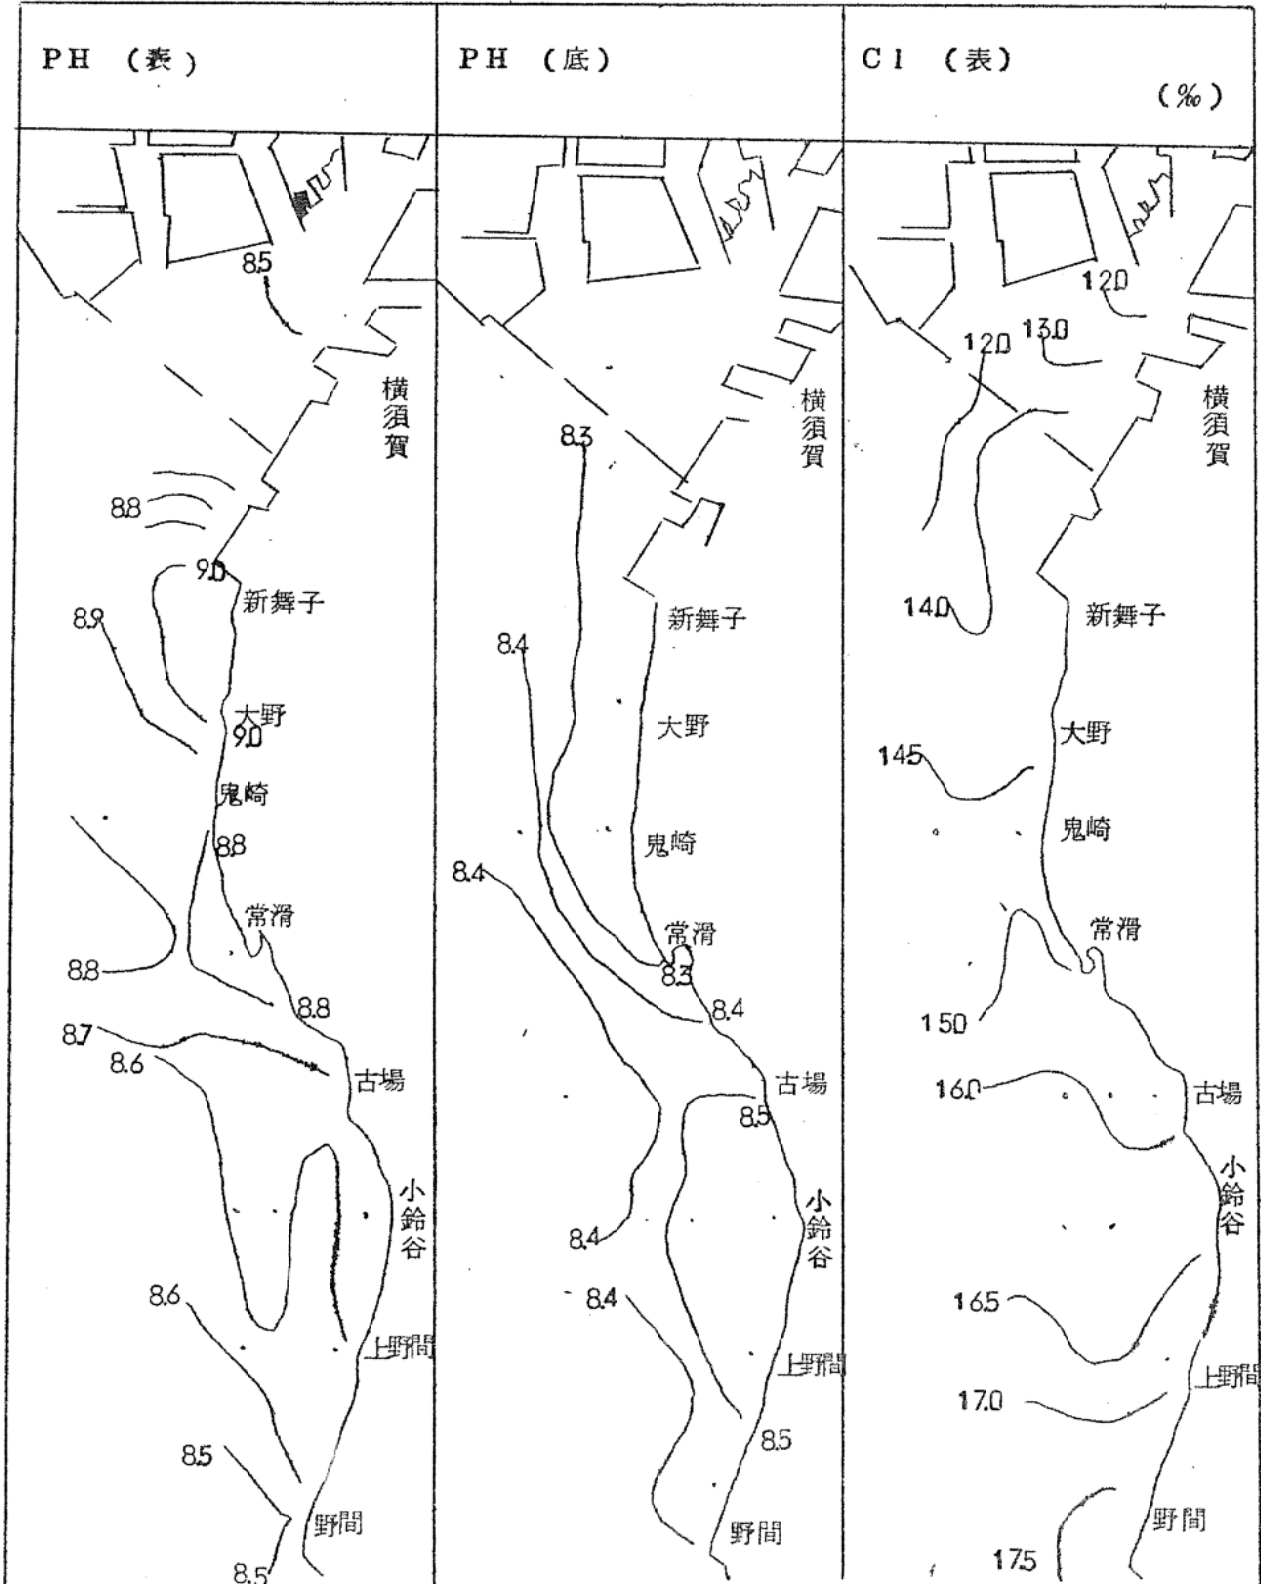 PH (表)
8.5
横須賀
8.8
9.0
新舞子
8.9
大野
9.0
鬼崎
8.8
常滑
8.8
8.8
8.7
8.6
古場
小鈴谷
8.6
上野間
8.5
野間
8.5
PH (底)
横須賀
8.3
新舞子
8.4
大野
鬼崎
8.4
常滑
8.3
8.4
古場
8.5
小鈴谷
8.4
8.4
上野間
8.5
野間
Cl (表)
(‰)
12.0
13.0
12.0
横須賀
14.0
新舞子
大野
14.5
鬼崎
常滑
15.0
16.0
古場
小鈴谷
16.5
上野間
17.0
野間
17.5